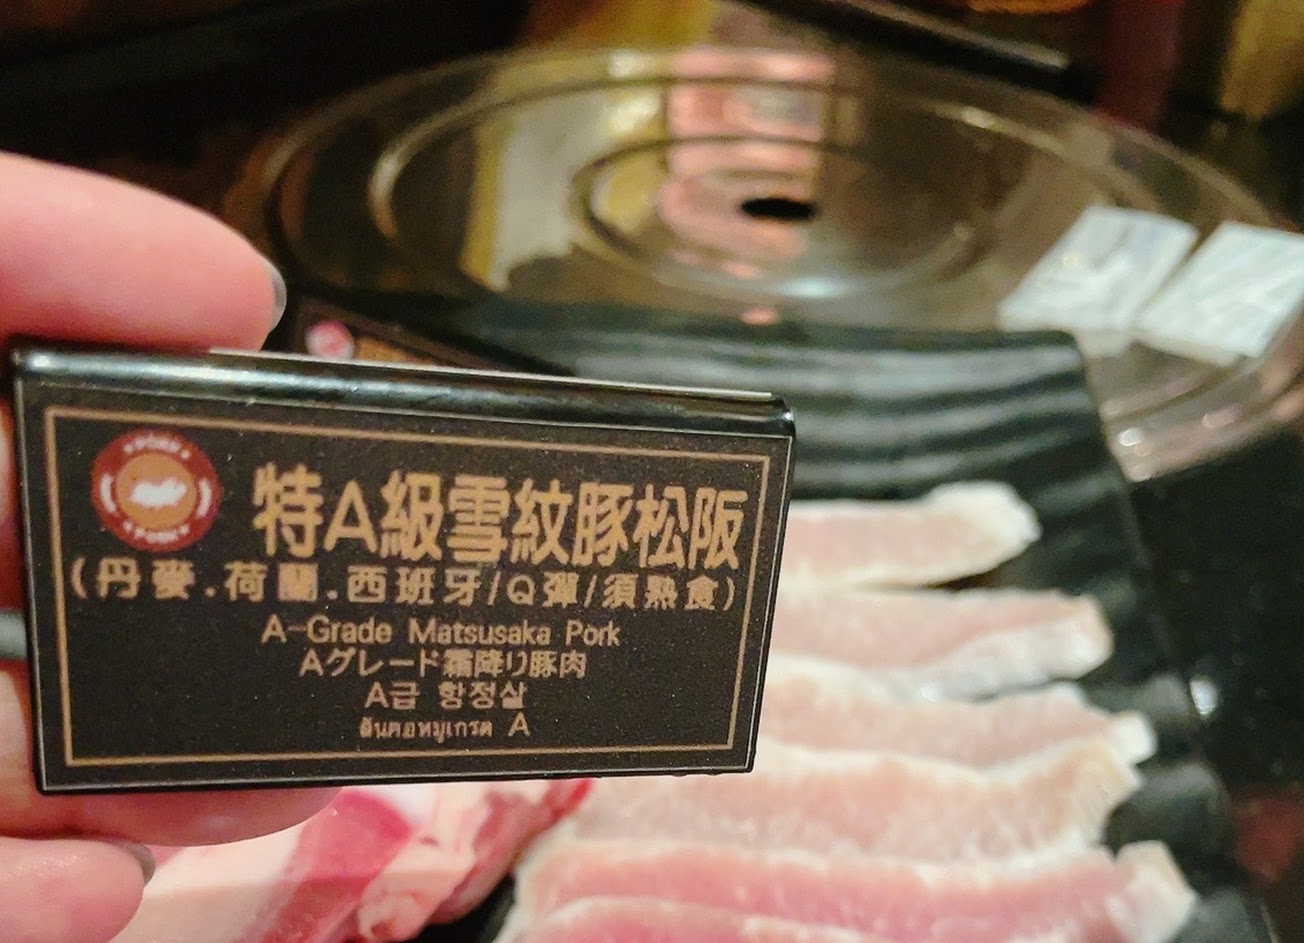 特A級雪紋豚松阪
(丹麥.荷蘭.西班牙/Q彈/須熟食)
A-Grade Matsusaka Pork
Aグレード霜降り豚肉
A급 항정살
สันคอหมูเกรด A